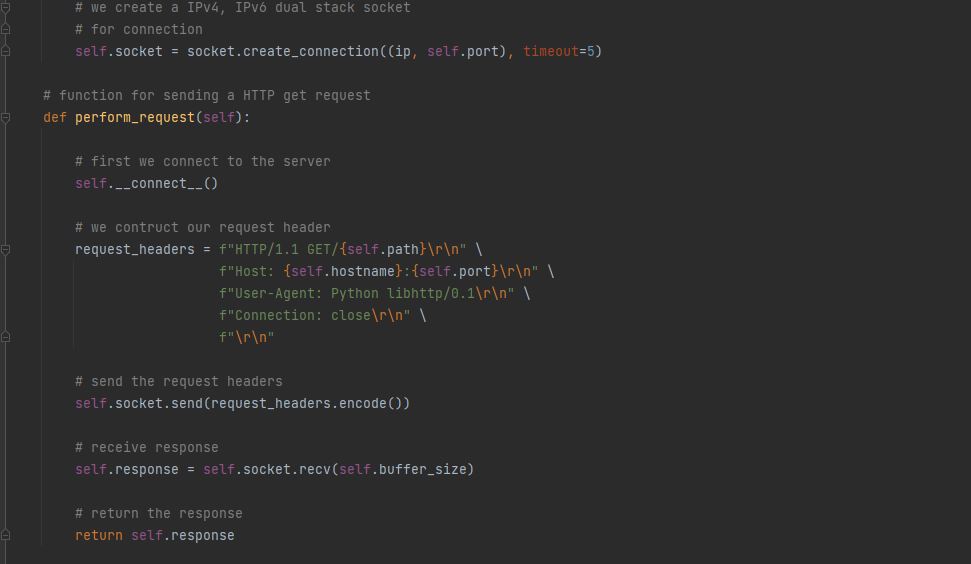 # we create a IPv4, IPv6 dual stack socket
# for connection
self.socket = socket.create_connection((ip, self.port), timeout=5)
# function for sending a HTTP get request
def perform_request(self):
# first we connect to the server
self.__connect__()
# we contruct our request header
request_headers = f"HTTP/1.1 GET/{self.path}\r\n" \
f"Host: {self.hostname}:{self.port}\r\n" \
f"User-Agent: Python libhttp/0.1\r\n" \
f"Connection: close\r\n" \
f"\r\n"
# send the request headers
self.socket.send(request_headers.encode())
# receive response
self.response = self.socket.recv(self.buffer_size)
# return the response
return self.response